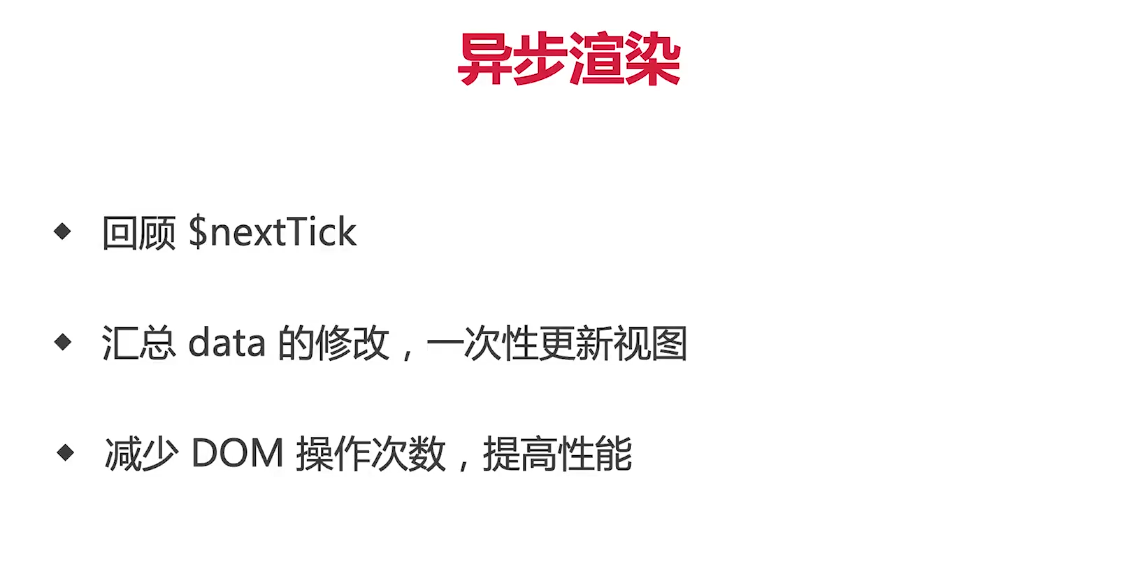 异步渲染
◆ 回顾 $nextTick
◆ 汇总 data 的修改，一次性更新视图
◆ 减少 DOM 操作次数，提高性能